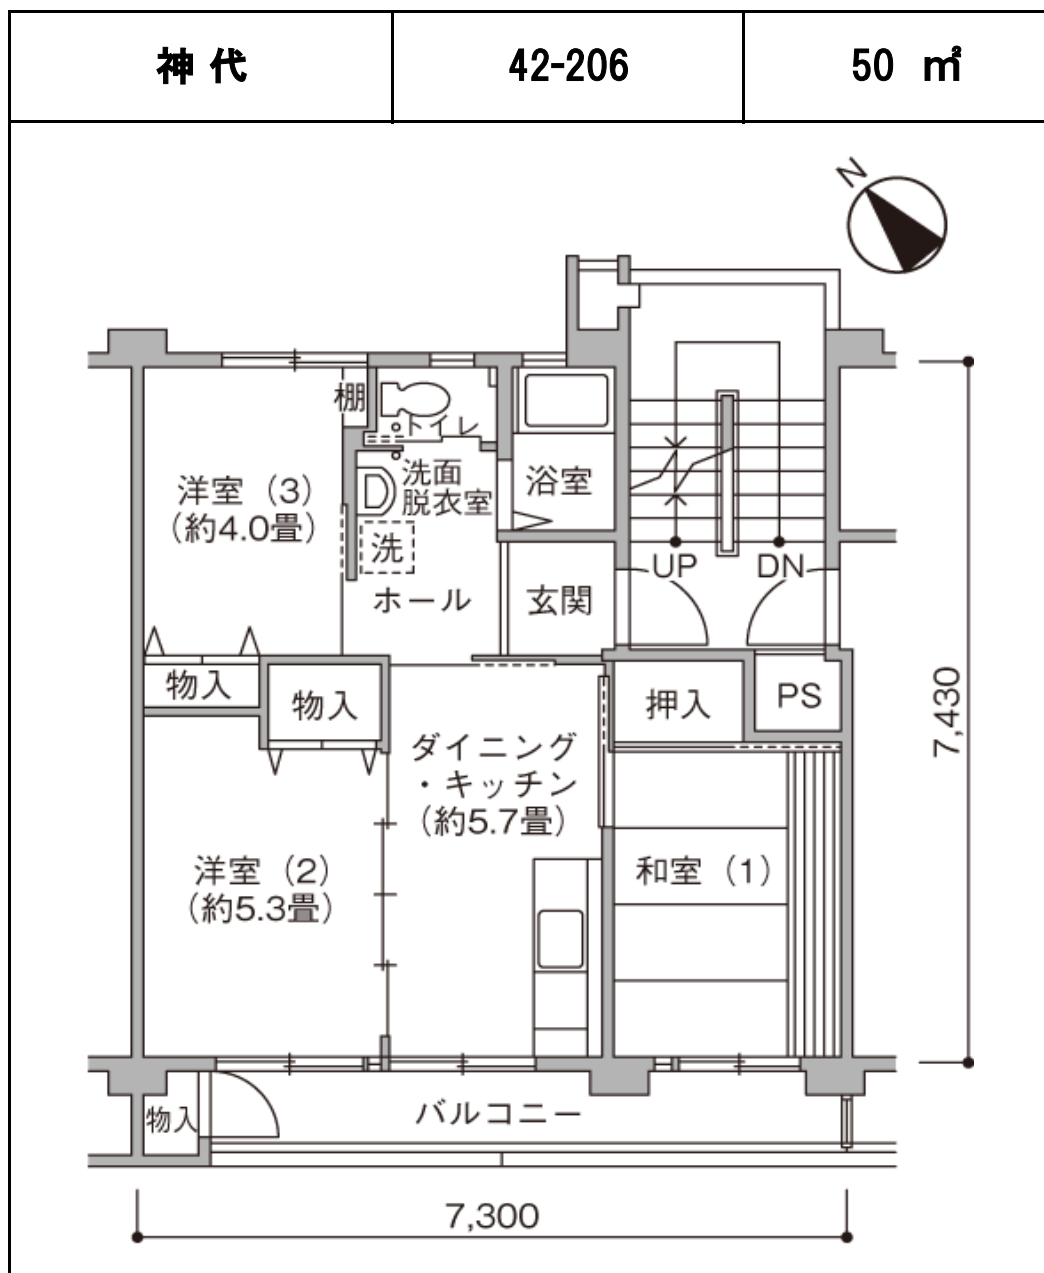 神代
42-206
50 ㎡
N
棚
トイレ
洗面
脱衣室
浴室
洋室（3）
（約4.0畳）
洗
ホール
玄関
UP
DN
物入
物入
押入
PS
ダイニング
・キッチン
（約5.7畳）
洋室（2）
（約5.3畳）
和室（1）
7,430
物入
バルコニー
7,300